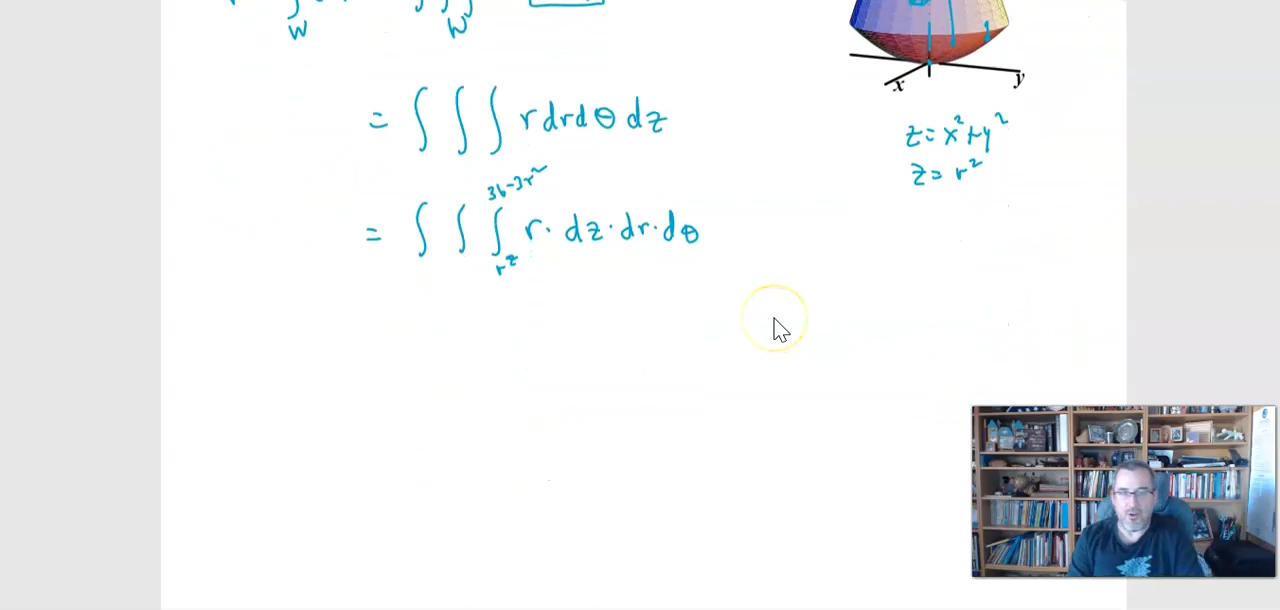 W W
x y
= ∫ ∫ ∫ r dr dθ dz
z = x² + y²
z = r²
36-3r²
= ∫ ∫ ∫ r · dz · dr · dθ
r²